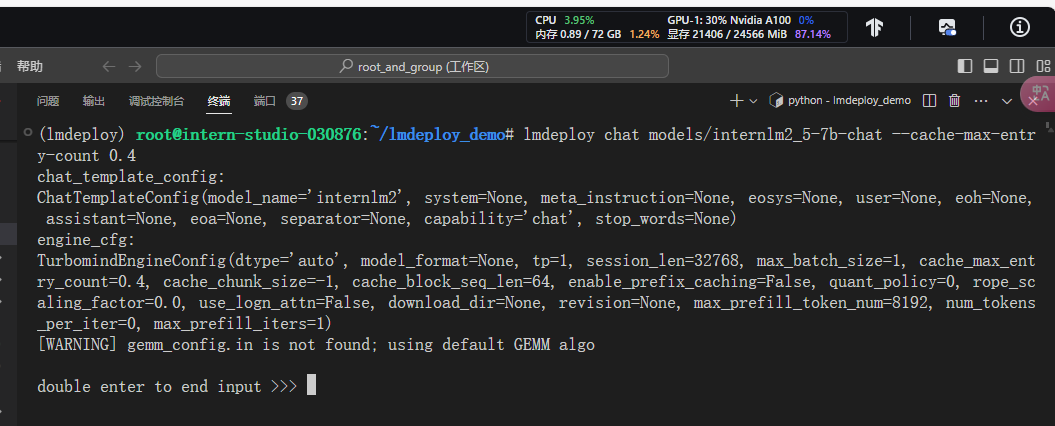 CPU 3.95% GPU-1: 30% Nvidia A100 0%
内存 0.89 / 72 GB 1.24% 显存 21406 / 24566 MiB 87.14%
帮助 root_and_group (工作区)
问题 输出 调试控制台 终端 端口 37 python - lmdeploy_demo
(lmdeploy) root@intern-studio-030876:~/lmdeploy_demo# lmdeploy chat models/internlm2_5-7b-chat --cache-max-entr
y-count 0.4
chat_template_config:
ChatTemplateConfig(model_name='internlm2', system=None, meta_instruction=None, eosys=None, user=None, eoh=None,
assistant=None, eoa=None, separator=None, capability='chat', stop_words=None)
engine_cfg:
TurbomindEngineConfig(dtype='auto', model_format=None, tp=1, session_len=32768, max_batch_size=1, cache_max_ent
ry_count=0.4, cache_chunk_size=-1, cache_block_seq_len=64, enable_prefix_caching=False, quant_policy=0, rope_sc
aling_factor=0.0, use_logn_attn=False, download_dir=None, revision=None, max_prefill_token_num=8192, num_tokens
_per_iter=0, max_prefill_iters=1)
[WARNING] gemm_config.in is not found; using default GEMM algo
double enter to end input >>>